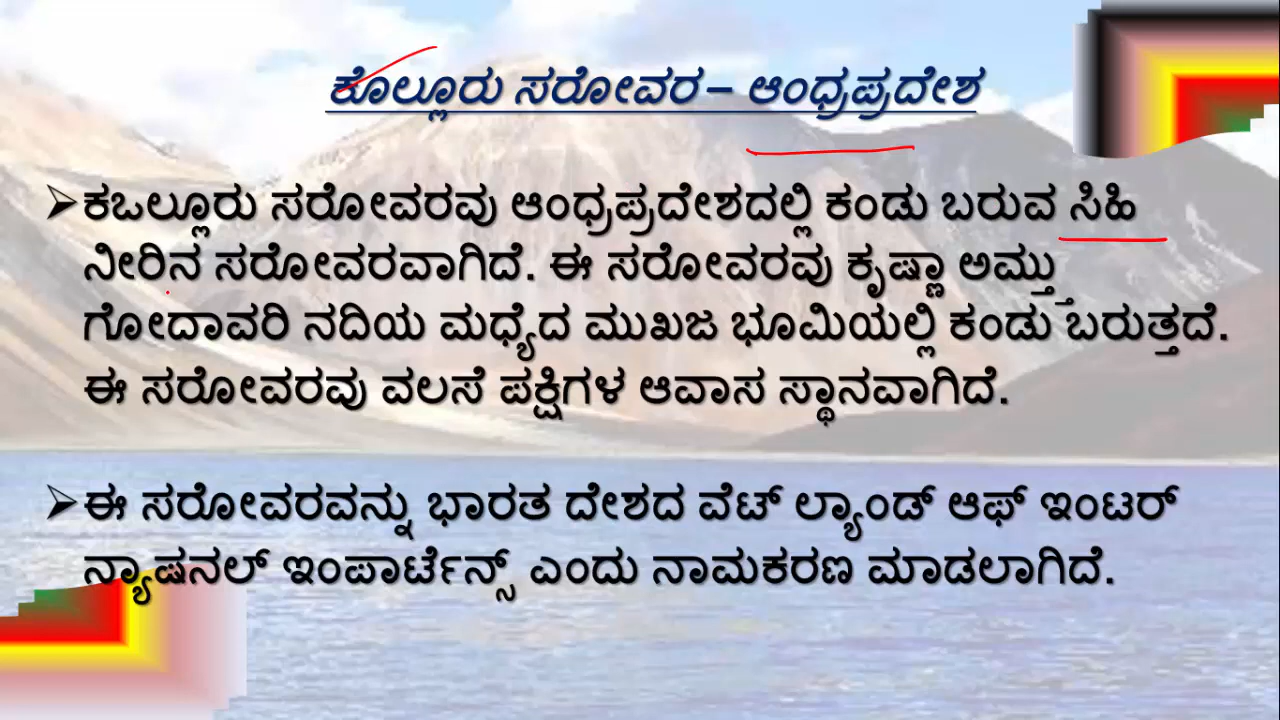 ಕೊಲ್ಲೂರು ಸರೋವರ – ಆಂಧ್ರಪ್ರದೇಶ
➢ಕಒಲ್ಲೂರು ಸರೋವರವು ಆಂಧ್ರಪ್ರದೇಶದಲ್ಲಿ ಕಂಡು ಬರುವ ಸಿಹಿ
ನೀರಿನ ಸರೋವರವಾಗಿದೆ. ಈ ಸರೋವರವು ಕೃಷ್ಣಾ ಅಮ್ತ್ತು
ಗೋದಾವರಿ ನದಿಯ ಮಧ್ಯೆದ ಮುಖಜ ಭೂಮಿಯಲ್ಲಿ ಕಂಡು ಬರುತ್ತದೆ.
ಈ ಸರೋವರವು ವಲಸೆ ಪಕ್ಷಿಗಳ ಆವಾಸ ಸ್ಥಾನವಾಗಿದೆ.
➢ಈ ಸರೋವರವನ್ನು ಭಾರತ ದೇಶದ ವೆಟ್ ಲ್ಯಾಂಡ್ ಆಫ್ ಇಂಟರ್
ನ್ಯಾಷನಲ್ ಇಂಪಾರ್ಟೆನ್ಸ್ ಎಂದು ನಾಮಕರಣ ಮಾಡಲಾಗಿದೆ.